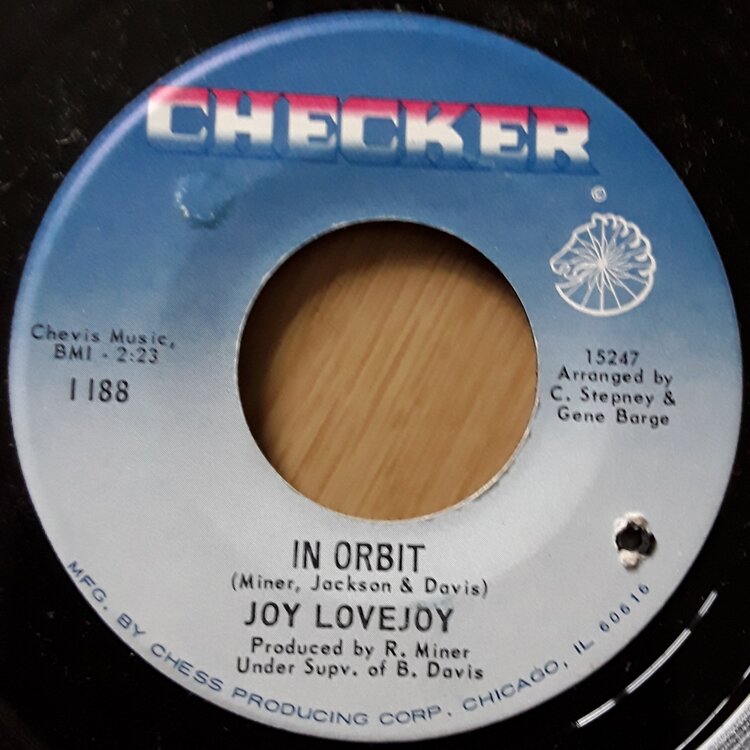 CHECKER
©
Chevis Music,
BMI - 2:23
1188
15247
Arranged by
C. Stepney &
Gene Barge
IN ORBIT
(Miner, Jackson & Davis)
JOY LOVEJOY
Produced by R. Miner
Under Supv. of B. Davis
MFG. BY CHESS PRODUCING CORP. CHICAGO, IL 60616